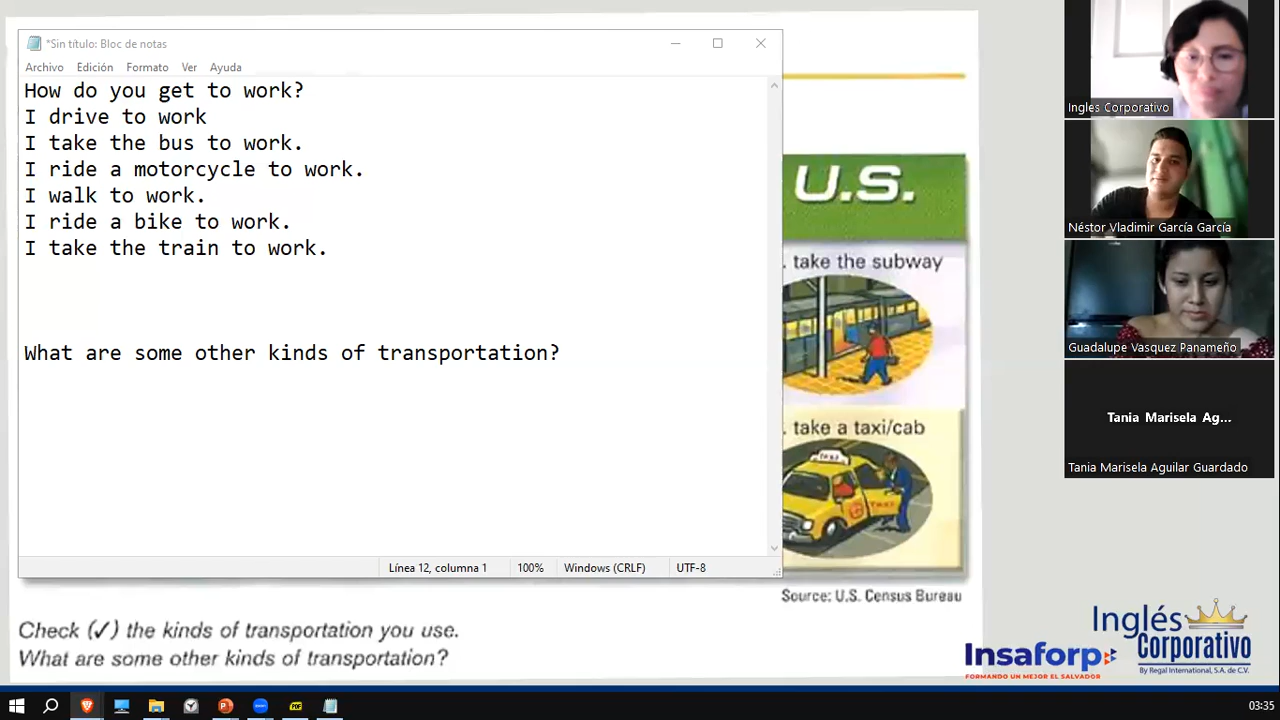 *Sin título: Bloc de notas
Archivo Edición Formato Ver Ayuda
How do you get to work?
I drive to work
I take the bus to work.
I ride a motorcycle to work.
I walk to work.
I ride a bike to work.
I take the train to work.
What are some other kinds of transportation?
Línea 12, columna 1 100% Windows (CRLF) UTF-8
U.S.
. take the subway
. take a taxi/cab
TAXI
Source: U.S. Census Bureau
Check (✓) the kinds of transportation you use.
What are some other kinds of transportation?
Insaforp
FORMANDO UN MEJOR EL SALVADOR
Inglés
Corporativo
By Regal International, S.A. de C.V.
Ingles Corporativo
Néstor Vladimir García García
Guadalupe Vasquez Panameño
Tania Marisela Ag...
Tania Marisela Aguilar Guardado
03:35